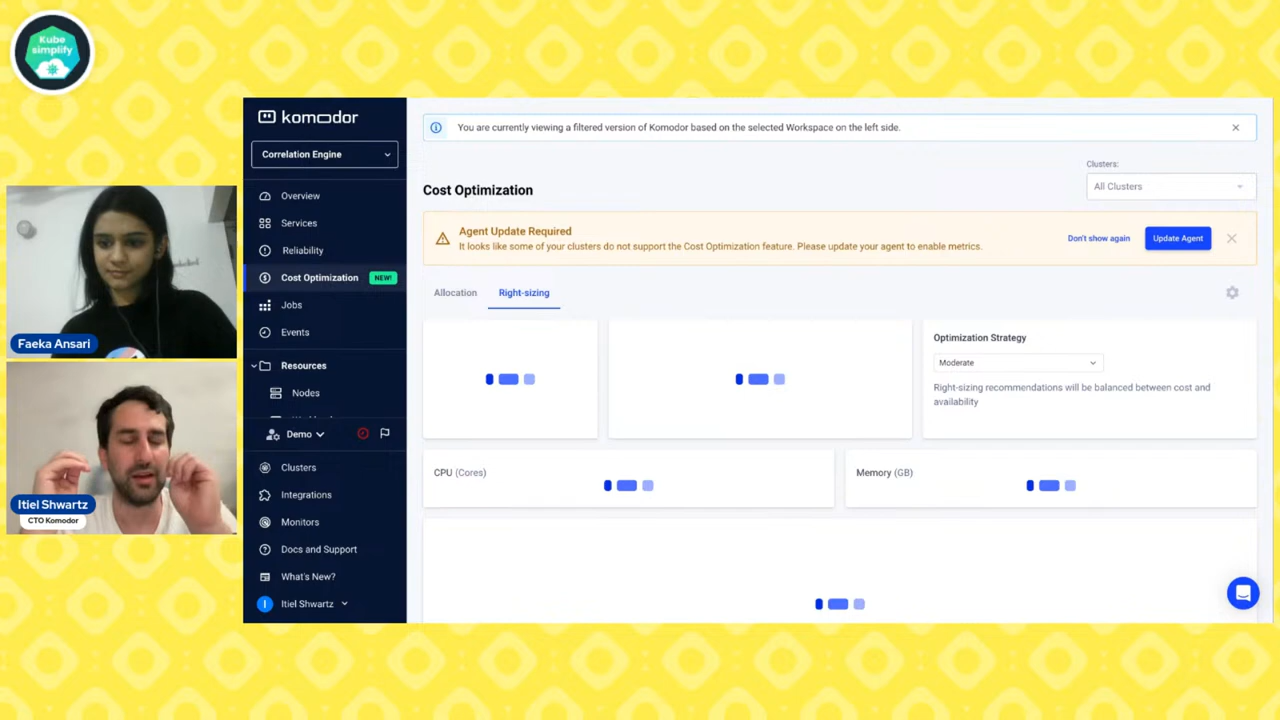 Kube
simplify
Faeka Ansari
Itiel Shwartz
CTO Komodor
komodor
Correlation Engine
Overview
Services
Reliability
Cost Optimization NEW!
Jobs
Events
Resources
Nodes
Demo
Clusters
Integrations
Monitors
Docs and Support
What's New?
I Itiel Shwartz
You are currently viewing a filtered version of Komodor based on the selected Workspace on the left side.
Clusters:
All Clusters
Cost Optimization
Agent Update Required
It looks like some of your clusters do not support the Cost Optimization feature. Please update your agent to enable metrics.
Don't show again
Update Agent
Allocation
Right-sizing
Optimization Strategy
Moderate
Right-sizing recommendations will be balanced between cost and
availability
CPU (Cores)
Memory (GB)